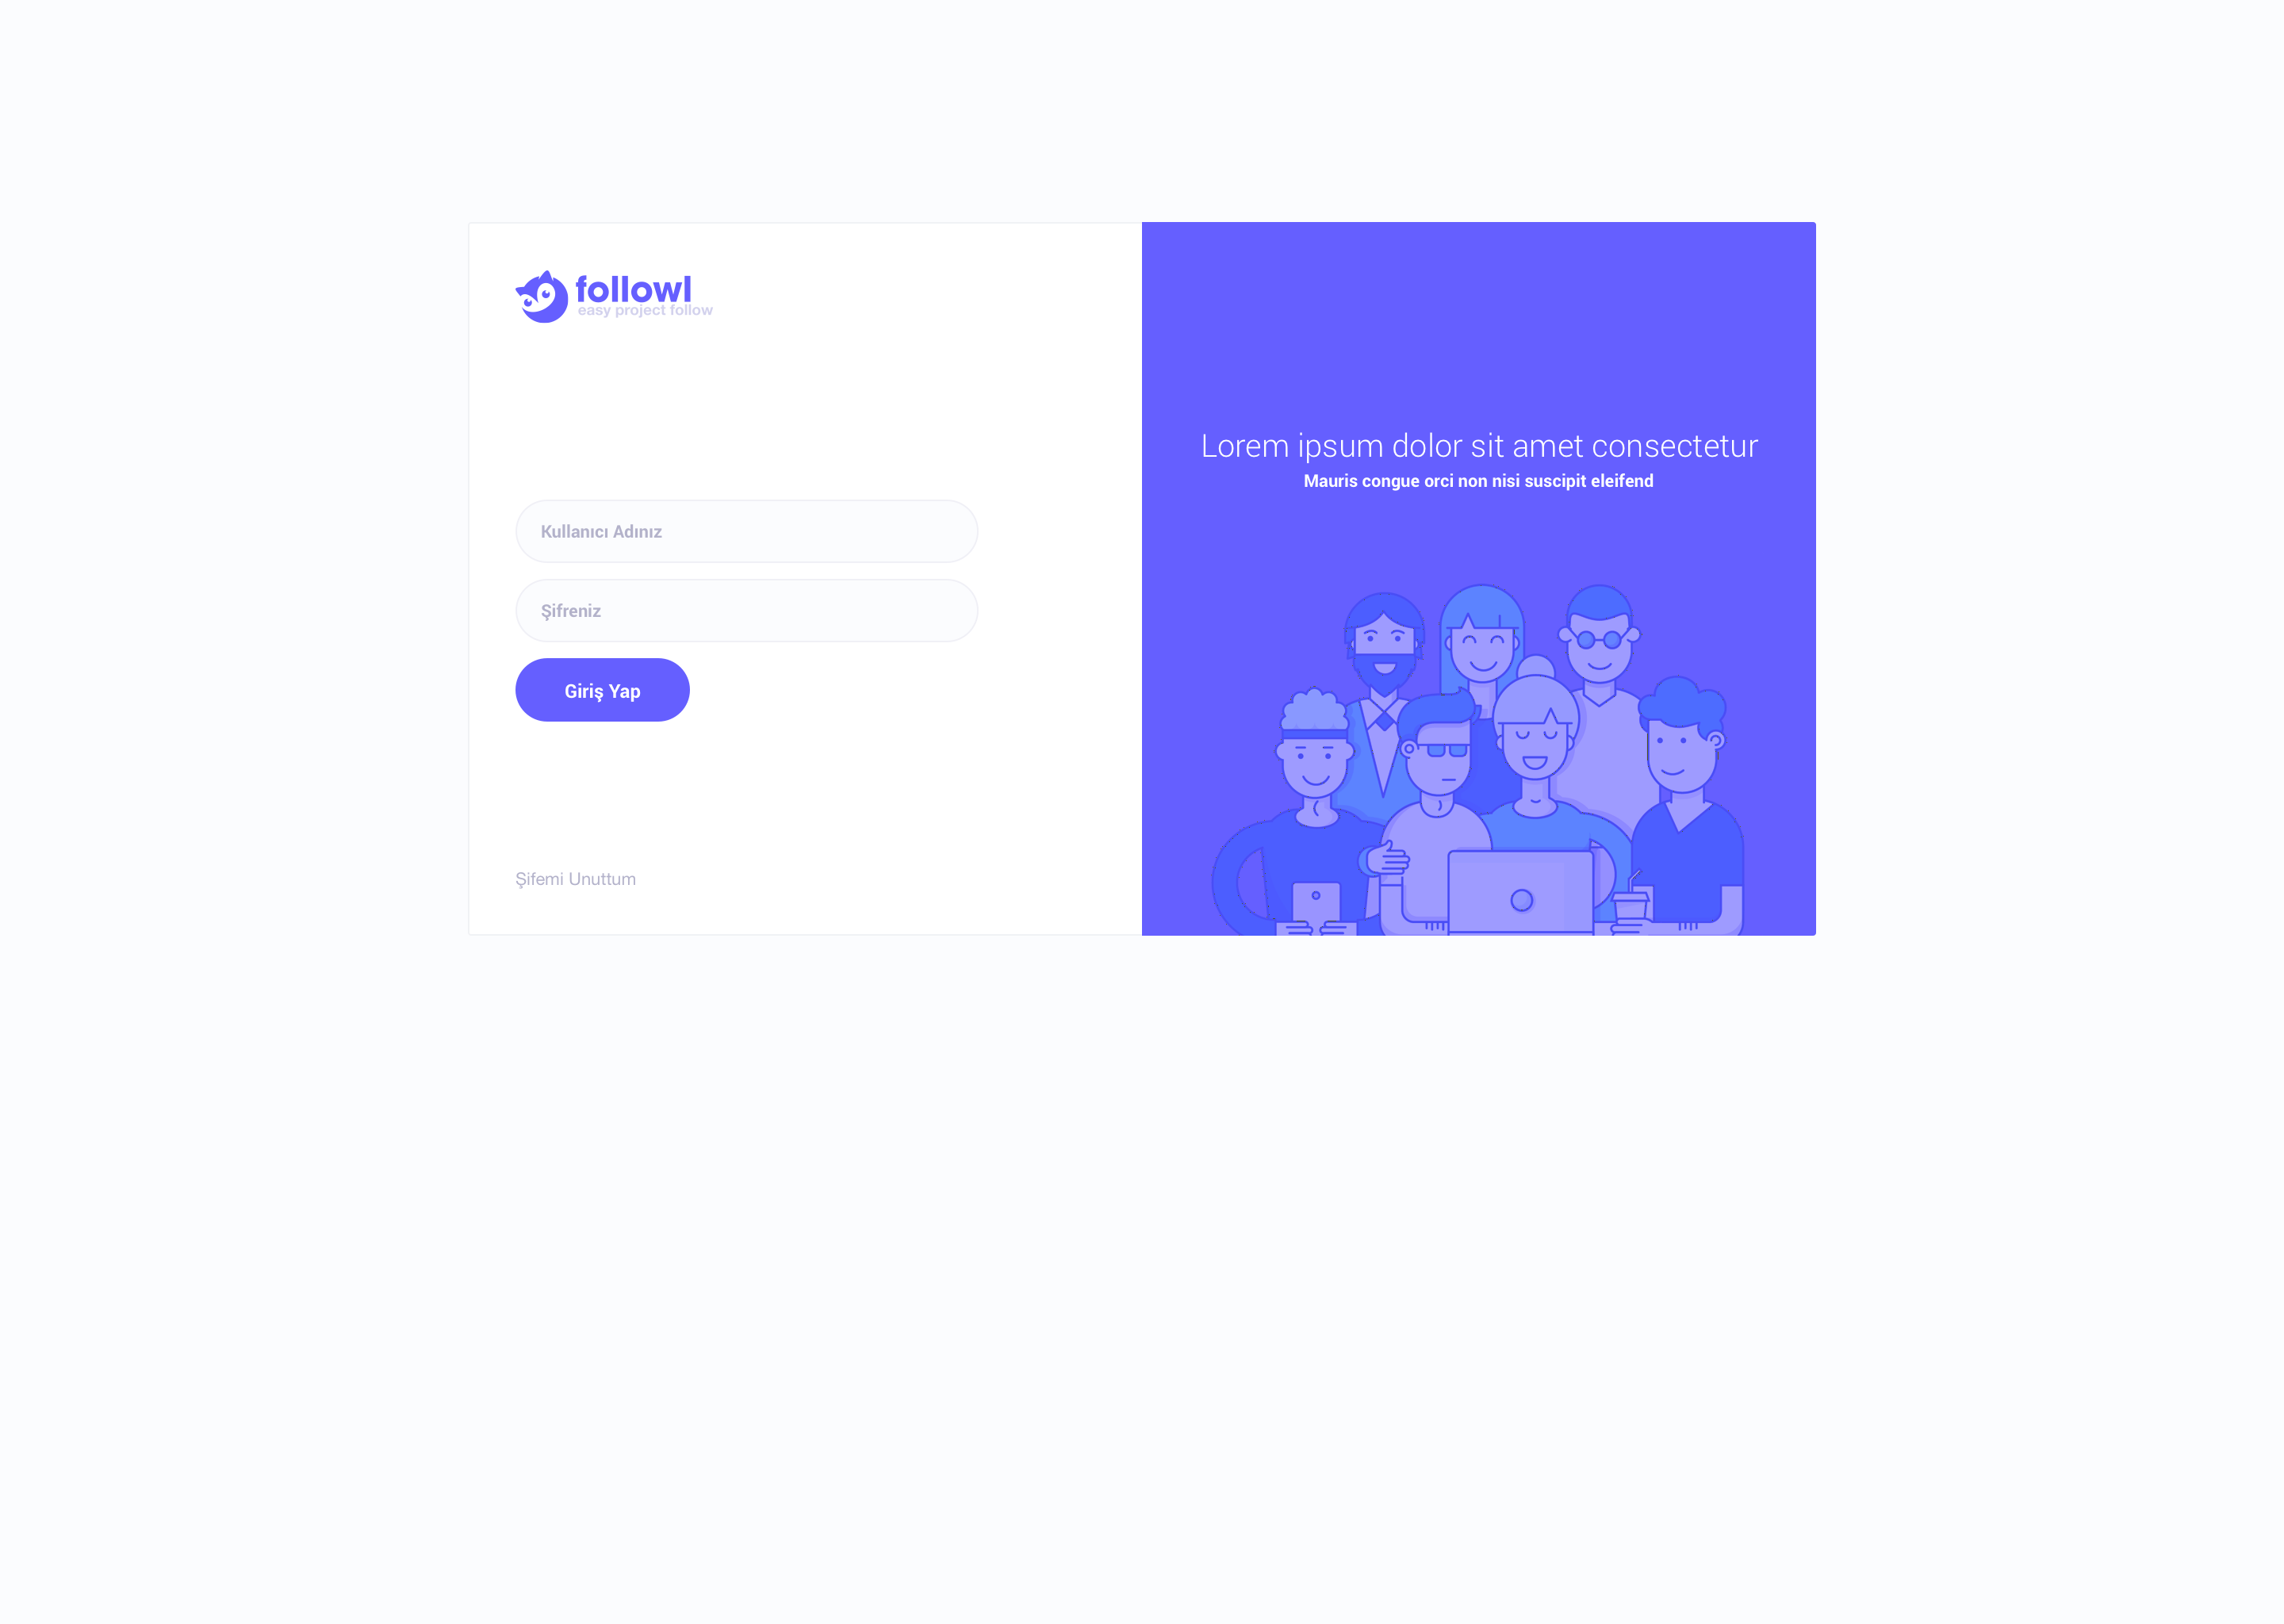 followl
easy project follow
Kullanıcı Adınız
Şifreniz
Giriş Yap
Şifemi Unuttum
Lorem ipsum dolor sit amet consectetur
Mauris congue orci non nisi suscipit eleifend